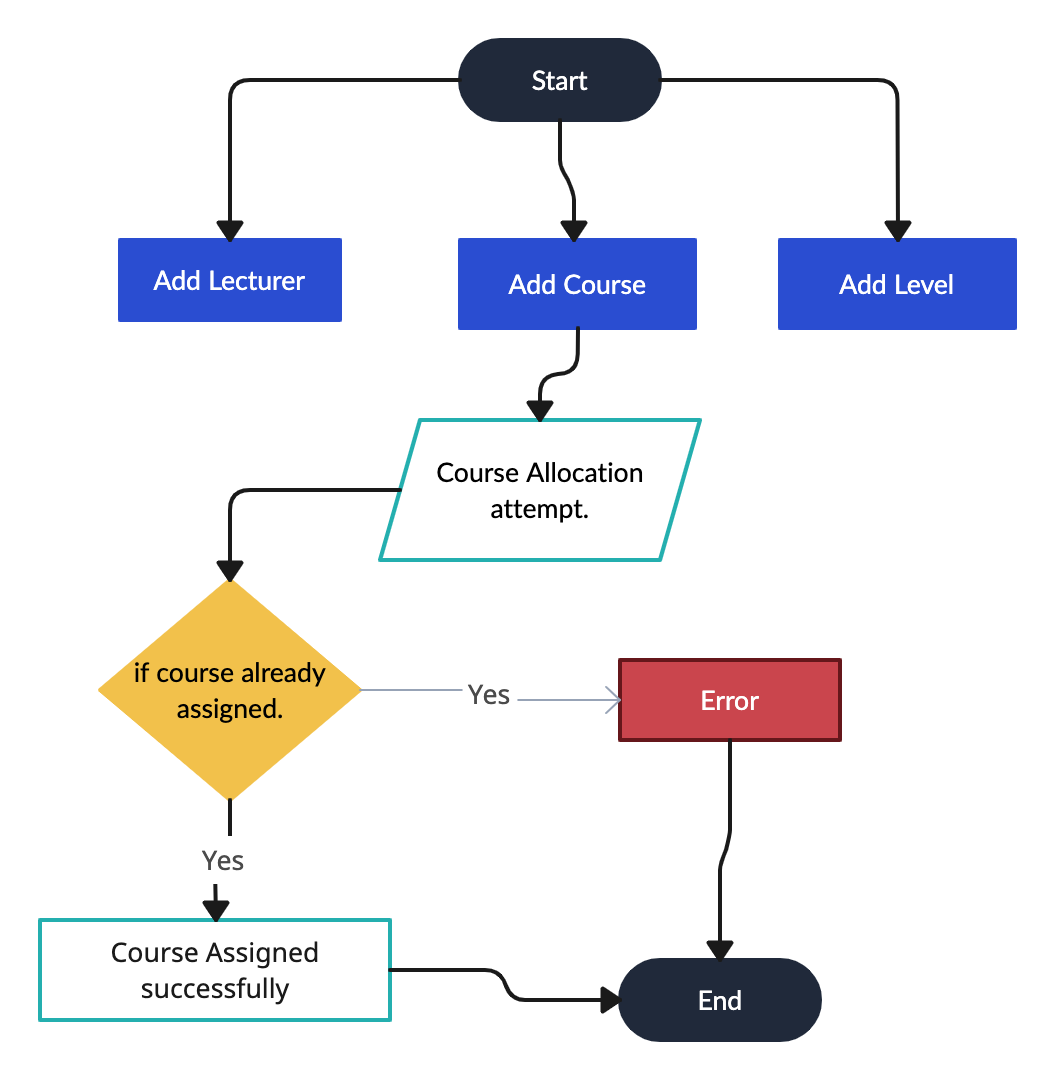 Start
Add Lecturer
Add Course
Add Level
Course Allocation
attempt.
if course already
assigned.
Yes
Error
Yes
Course Assigned
successfully
End